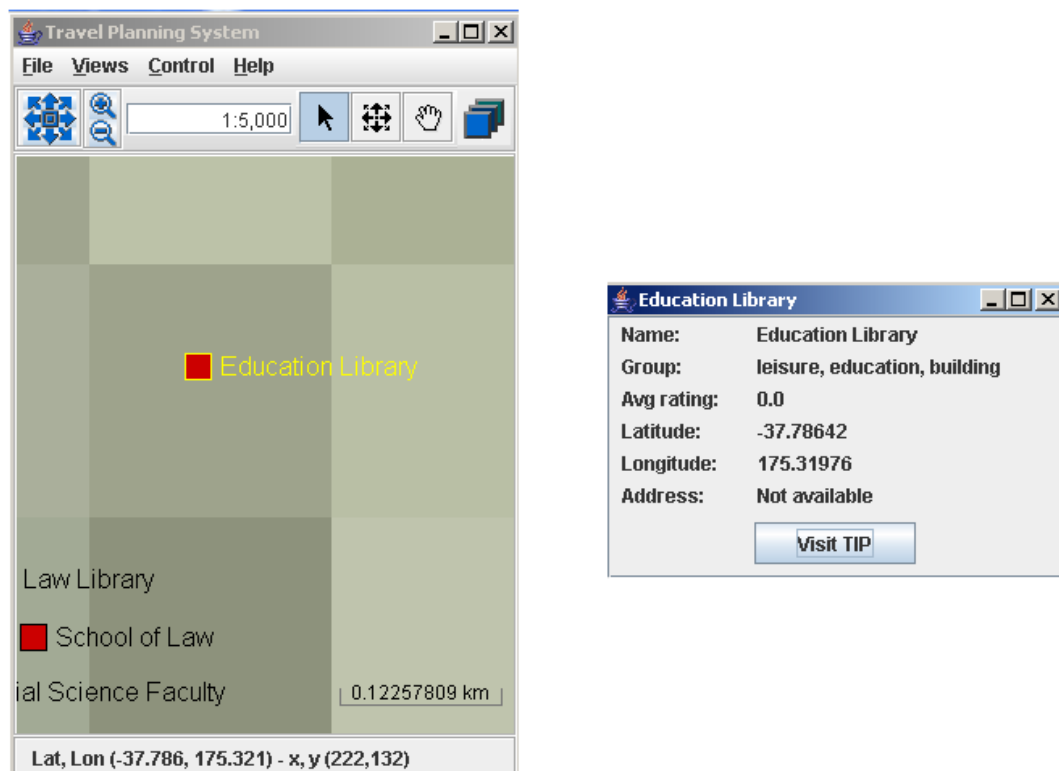 Travel Planning System
File Views Control Help
1:5,000
Education Library
Law Library
School of Law
ial Science Faculty
0.12257809 km
Lat, Lon (-37.786, 175.321) - x, y (222,132)
Education Library
Name: Education Library
Group: leisure, education, building
Avg rating: 0.0
Latitude: -37.78642
Longitude: 175.31976
Address: Not available
Visit TIP